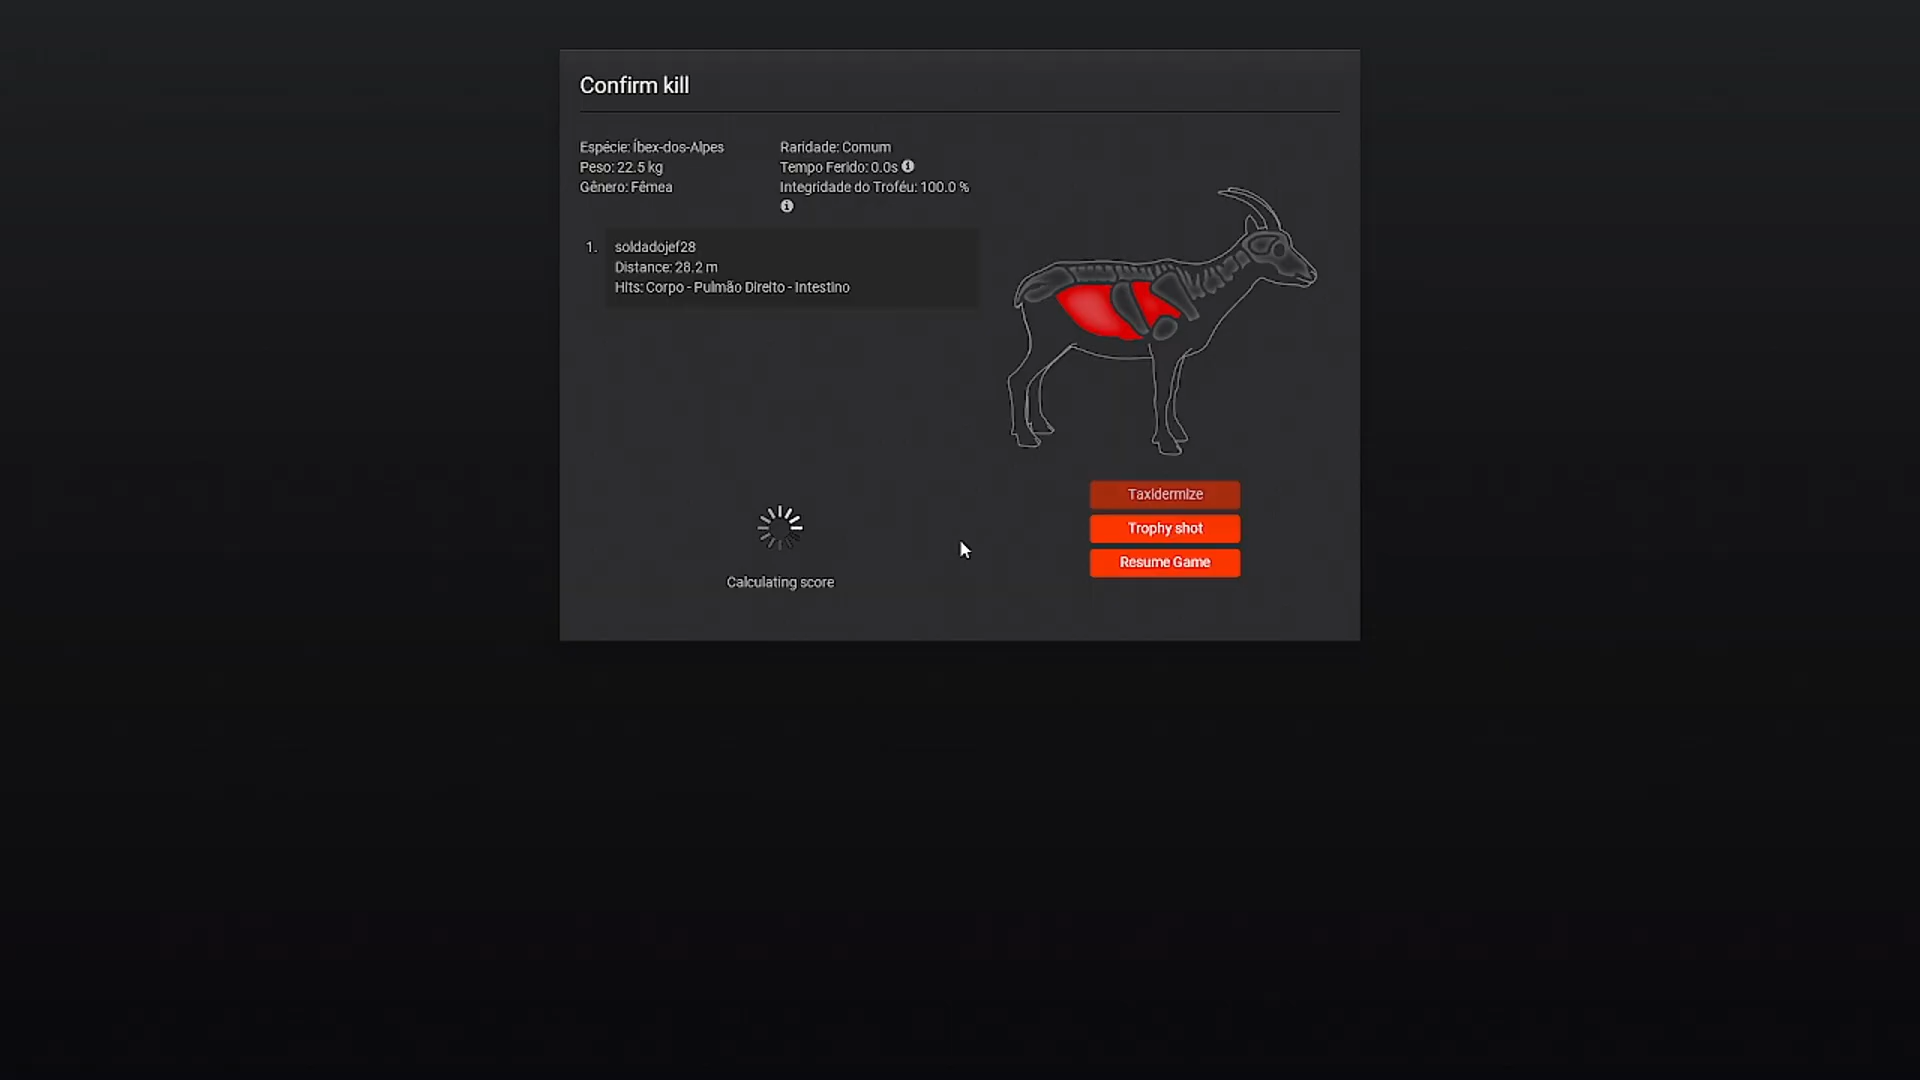 Confirm kill
Espécie: Íbex-dos-Alpes
Peso: 22.5 kg
Gênero: Fêmea
Raridade: Comum
Tempo Ferido: 0.0s
Integridade do Troféu: 100.0 %
1.
soldadojef28
Distance: 28.2 m
Hits: Corpo - Pulmão Direito - Intestino
Calculating score
Taxidermize
Trophy shot
Resume Game